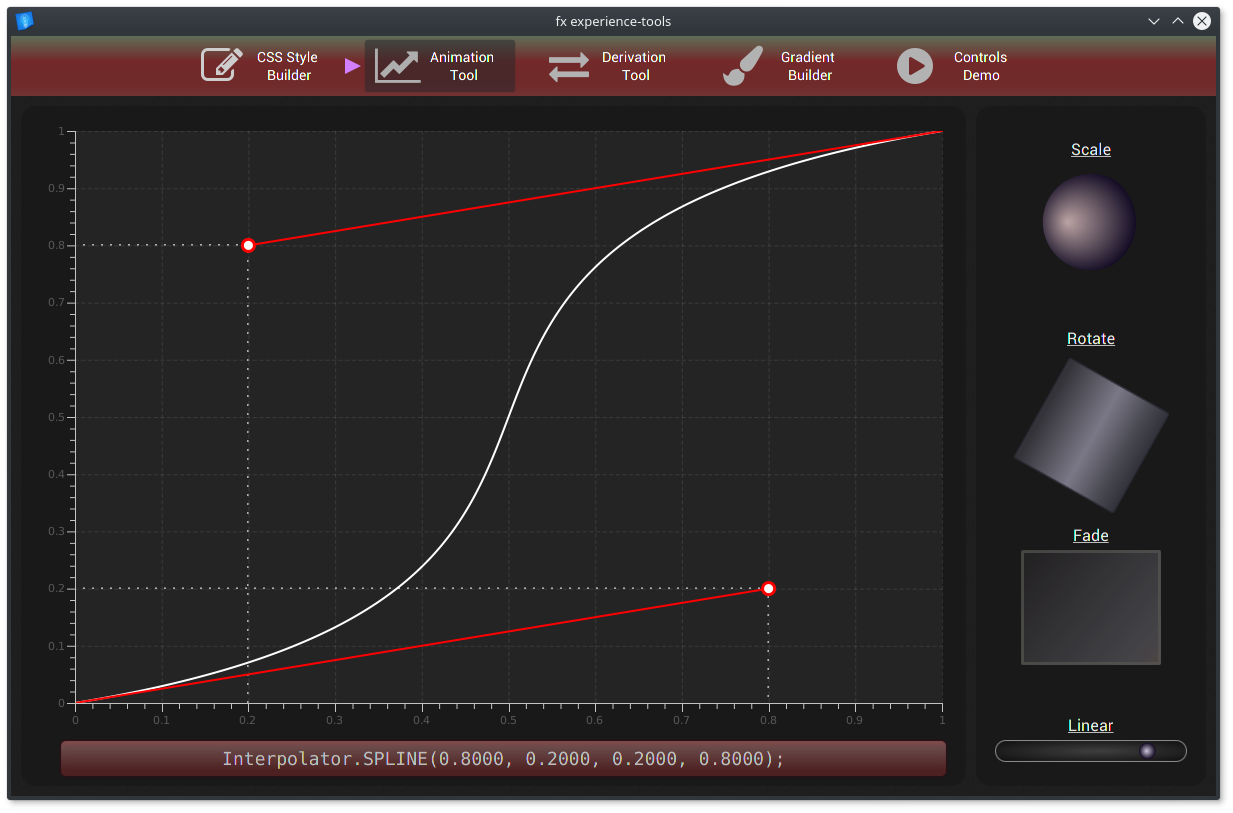 fx experience-tools
CSS Style
Builder
Animation
Tool
Derivation
Tool
Gradient
Builder
Controls
Demo
1
0.9
0.8
0.7
0.6
0.5
0.4
0.3
0.2
0.1
0
0 0.1 0.2 0.3 0.4 0.5 0.6 0.7 0.8 0.9 1
Interpolator.SPLINE(0.8000, 0.2000, 0.2000, 0.8000);
Scale
Rotate
Fade
Linear